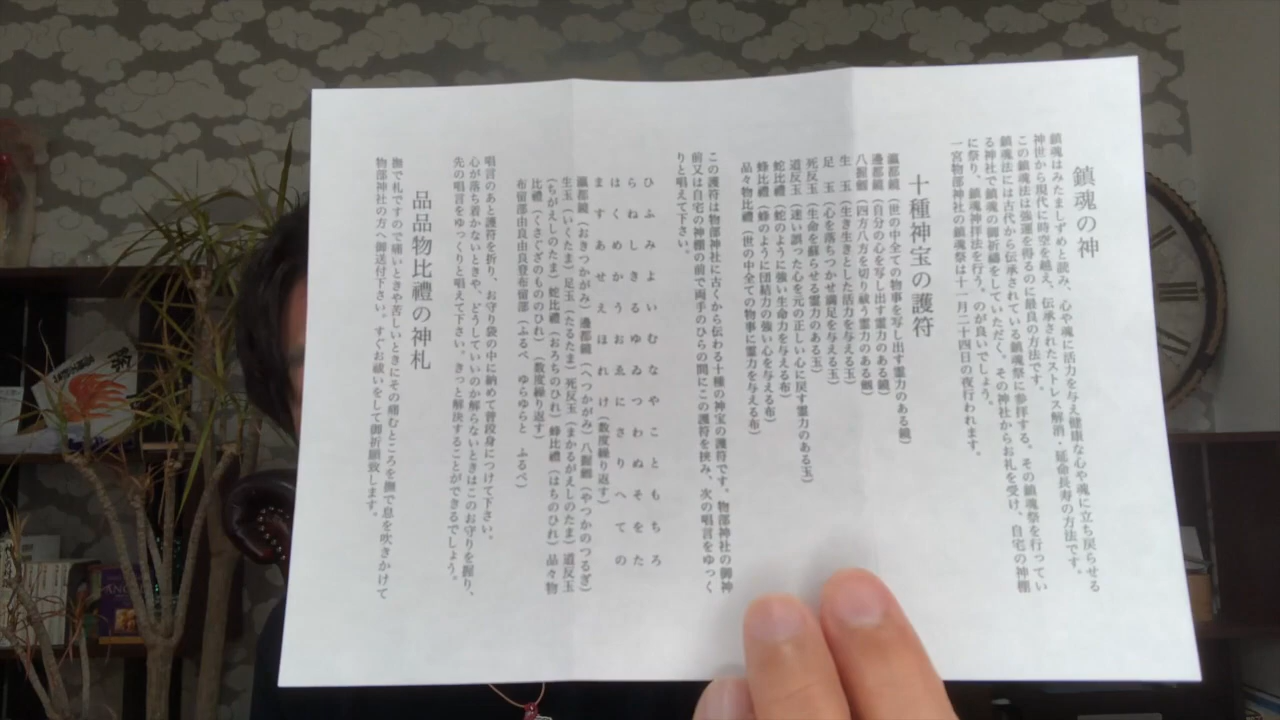 鎮魂の神
鎮魂はみたましずめと読み、心や魂に活力を与え健康な心や魂に立ち戻らせる
神世から現代に時空を越え、伝承されたストレス解消・延命長寿の方法です。
この鎮魂法は強運を得るのに最良の方法です。
鎮魂法には古代から伝承されている鎮魂祭に参拝する。その鎮魂祭を行ってい
る神社で鎮魂の御祈禱をしていただく。その神社からお礼を受け、自宅の神棚
に祭り、鎮魂神拝法を行う。のが良いでしょう。
一宮物部神社の鎮魂祭は十一月二十四日の夜行われます。
十種神宝の護符
瀛都鏡（世の中全ての物事を写し出す霊力のある鏡）
邊都鏡（自分の心を写し出す霊力のある鏡）
八握劔（四方八方を切り祓う霊力のある劔）
生　玉（生き生きとした活力を与える玉）
足　玉（心を落ちつかせ満足を与える玉）
死反玉（生命を蘇らせる霊力のある玉）
道反玉（迷い誤った心を元の正しい心に戻す霊力のある玉）
蛇比禮（蛇のように強い生命力を与える布）
蜂比禮（蜂のように団結力の強い心を与える布）
品々物比禮（世の中全ての物事に霊力を与える布）
この護符は物部神社に古くから伝わる十種の神宝の護符です。物部神社の御神
前又は自宅の神棚の前で両手のひらの間にこの護符を挟み、次の唱言をゆっく
りと唱えて下さい。
ひ ふ み よ い む な や こ と も ち ろ
ら ね し き る ゆ ゐ つ わ ぬ そ を た
は く め か う お ゑ に さ り へ て の
ま す あ せ え ほ れ け（数度繰り返す）
瀛都鏡（おきつかがみ）邊都鏡（へつかがみ）八握劔（やつかのつるぎ）
生玉（いくたま）足玉（たるたま）死反玉（まかるがえしのたま）道反玉
（ちがえしのたま）蛇比禮（おろちのひれ）蜂比禮（はちのひれ）品々物
比禮（くさぐさのもののひれ）（数度繰り返す）
布留部由良由良登布留部（ふるべ　ゆらゆらと　ふるべ）
唱言のあと護符を折り、お守り袋の中に納めて普段身につけて下さい。
心が落ち着かないときや、どうしていいのか解らないときはこのお守りを握り、
先の唱言をゆっくりと唱えて下さい。きっと解決することができるでしょう。
品品物比禮の神札
撫で札ですので痛いときや苦しいときにその痛むところを撫で息を吹きかけて
物部神社の方へ御送付下さい。すぐお祓いをして御祈願致します。